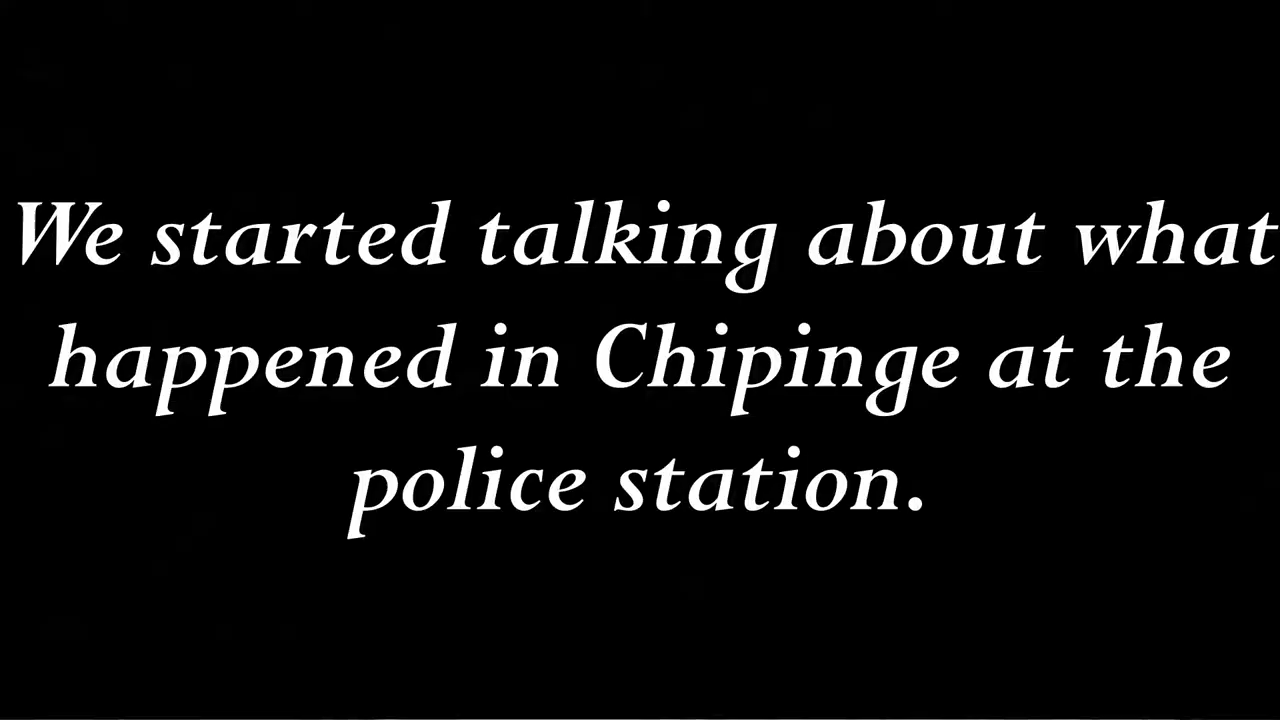 We started talking about what
happened in Chipinge at the
police station.